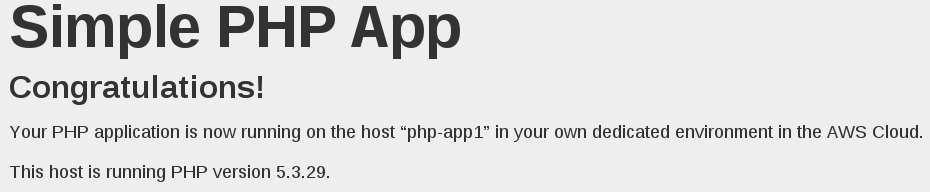 Simple PHP App
Congratulations!
Your PHP application is now running on the host “php-app1” in your own dedicated environment in the AWS Cloud.
This host is running PHP version 5.3.29.